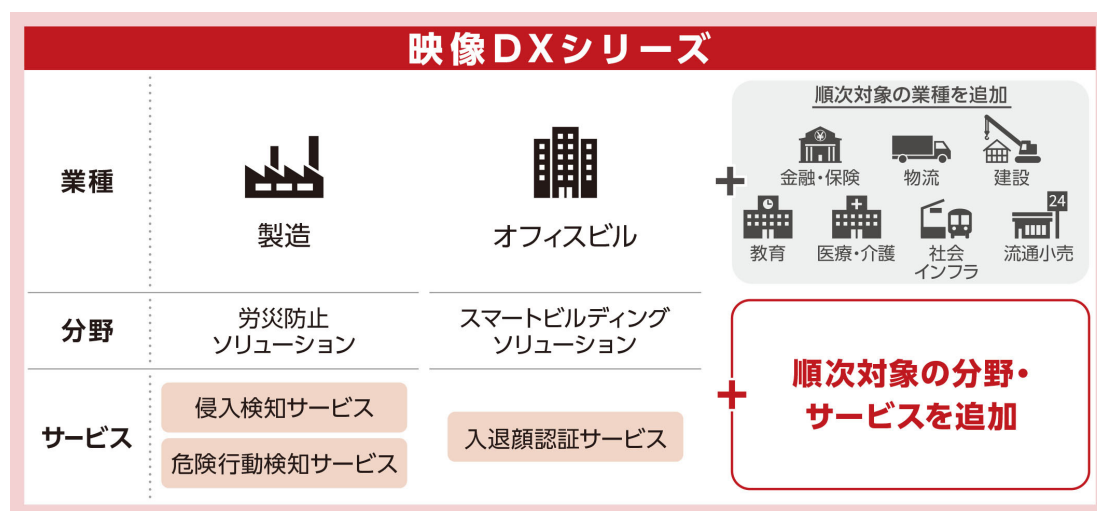 映像DXシリーズ
業種
製造
オフィスビル
+
順次対象の業種を追加
¥
金融・保険
物流
建設
24
教育
医療・介護
社会
インフラ
流通小売
分野
労災防止
ソリューション
スマートビルディング
ソリューション
サービス
侵入検知サービス
危険行動検知サービス
入退顔認証サービス
+
順次対象の分野・
サービスを追加